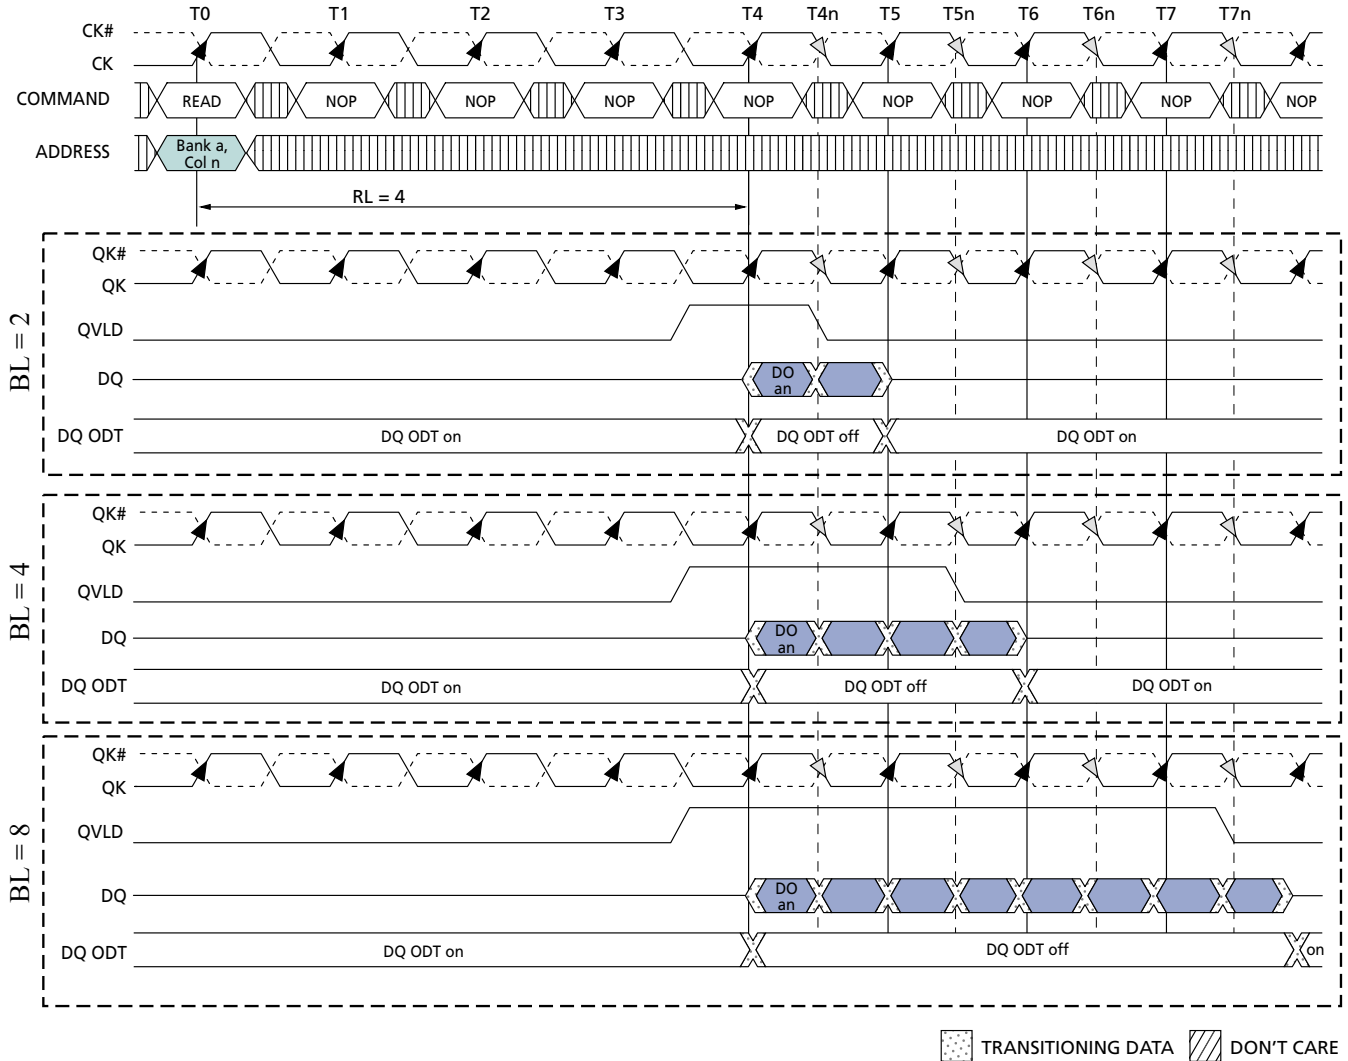 T0 T1 T2 T3 T4 T4n T5 T5n T6 T6n T7 T7n
CK#
CK
COMMAND READ NOP NOP NOP NOP NOP NOP NOP NOP
ADDRESS Bank a,
Col n
RL = 4
BL = 2
QK#
QK
QVLD
DQ DO
an
DQ ODT DQ ODT on DQ ODT off DQ ODT on
BL = 4
QK#
QK
QVLD
DQ DO
an
DQ ODT DQ ODT on DQ ODT off DQ ODT on
BL = 8
QK#
QK
QVLD
DQ DO
an
DQ ODT DQ ODT on DQ ODT off on
TRANSITIONING DATA DON'T CARE